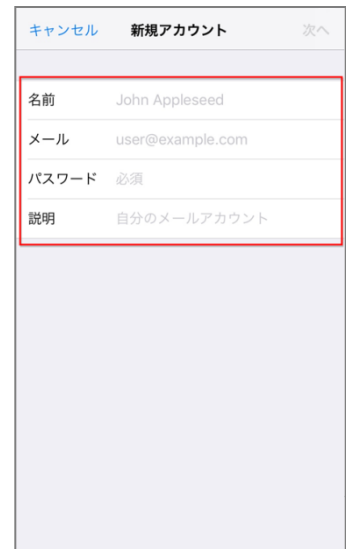 キャンセル 新規アカウント 次へ
名前 John Appleseed
メール user@example.com
パスワード 必須
説明 自分のメールアカウント